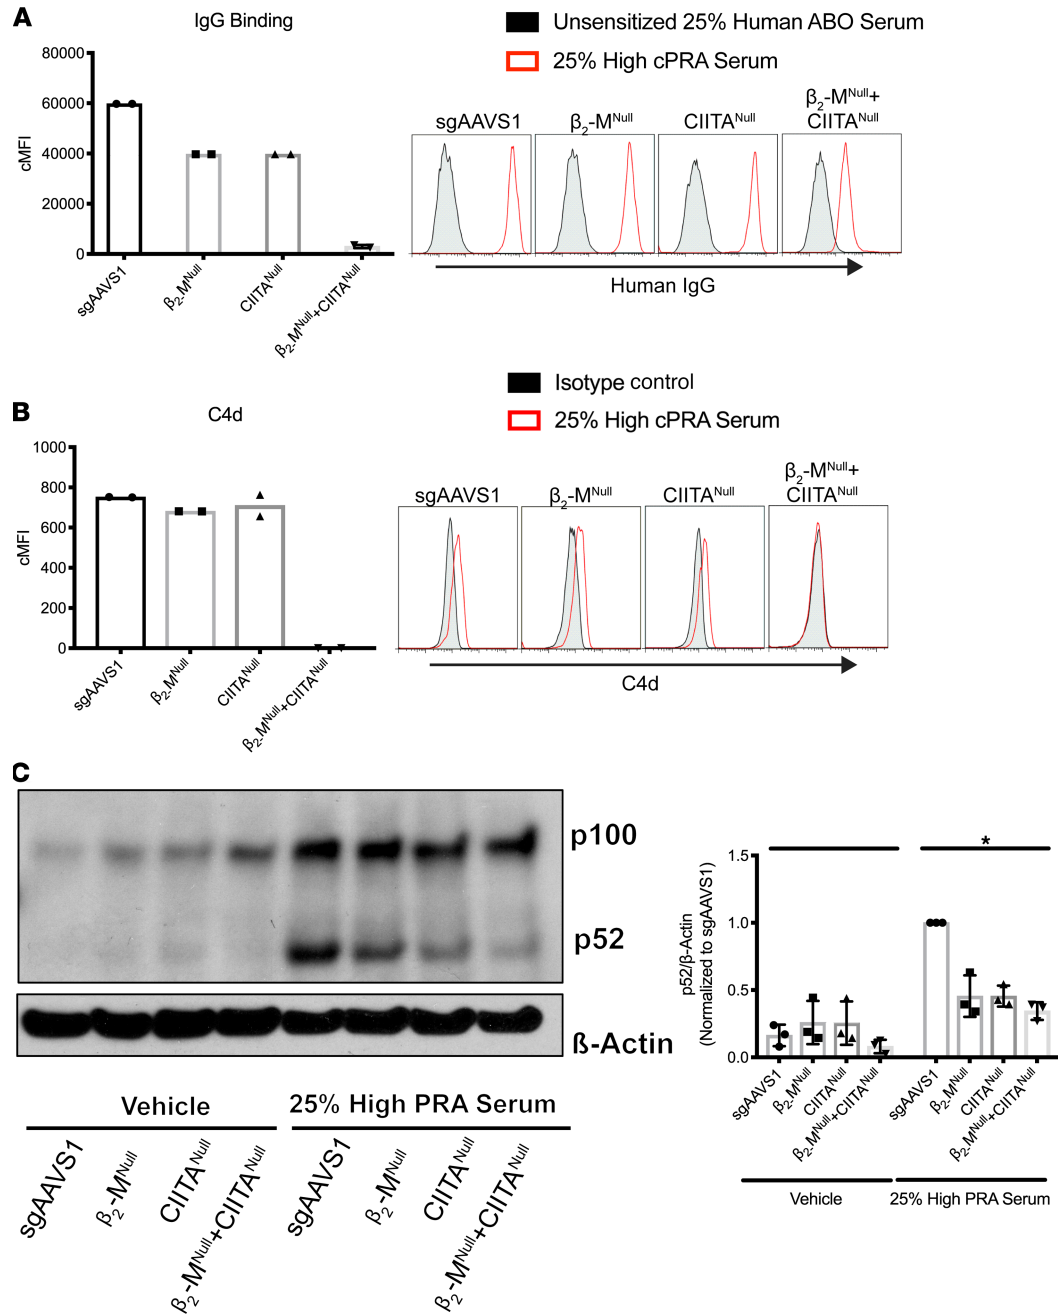 A
IgG Binding
Unsensitized 25% Human ABO Serum
25% High cPRA Serum
cMFI
80000
60000
40000
20000
0
sgAAVS1
β2-MNull
CIITANull
β2-MNull+CIITANull
sgAAVS1
β2-MNull
CIITANull
β2-MNull+
CIITANull
Human IgG
B
C4d
Isotype control
25% High cPRA Serum
cMFI
1000
800
600
400
200
0
sgAAVS1
β2-MNull
CIITANull
β2-MNull+CIITANull
sgAAVS1
β2-MNull
CIITANull
β2-MNull+
CIITANull
C4d
C
p100
p52
ß-Actin
Vehicle
25% High PRA Serum
sgAAVS1
β2-MNull
CIITANull
β2-MNull+CIITANull
sgAAVS1
β2-MNull
CIITANull
β2-MNull+CIITANull
p52/β-Actin
(Normalized to sgAAVS1)
1.5
1.0
0.5
0.0
*
sgAAVS1
β2-MNull
CIITANull
β2-MNull+CIITANull
sgAAVS1
β2-MNull
CIITANull
β2-MNull+CIITANull
Vehicle
25% High PRA Serum